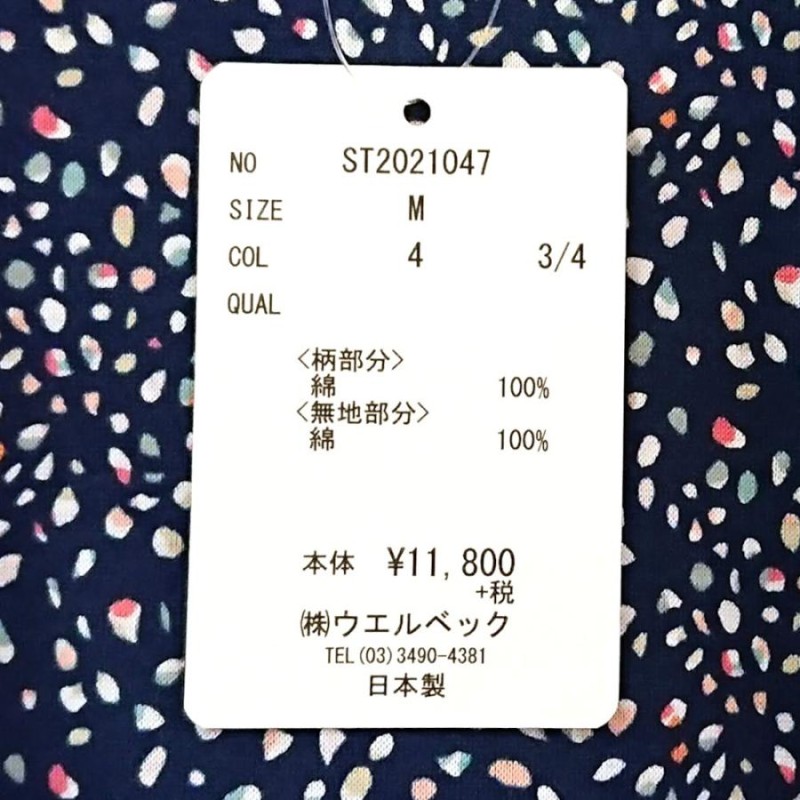 NO ST2021047
SIZE M
COL 4 3/4
QUAL
<柄部分>
綿 100%
<無地部分>
綿 100%
本体 ¥11,800
+税
㈱ウエルベック
TEL(03)3490-4381
日本製